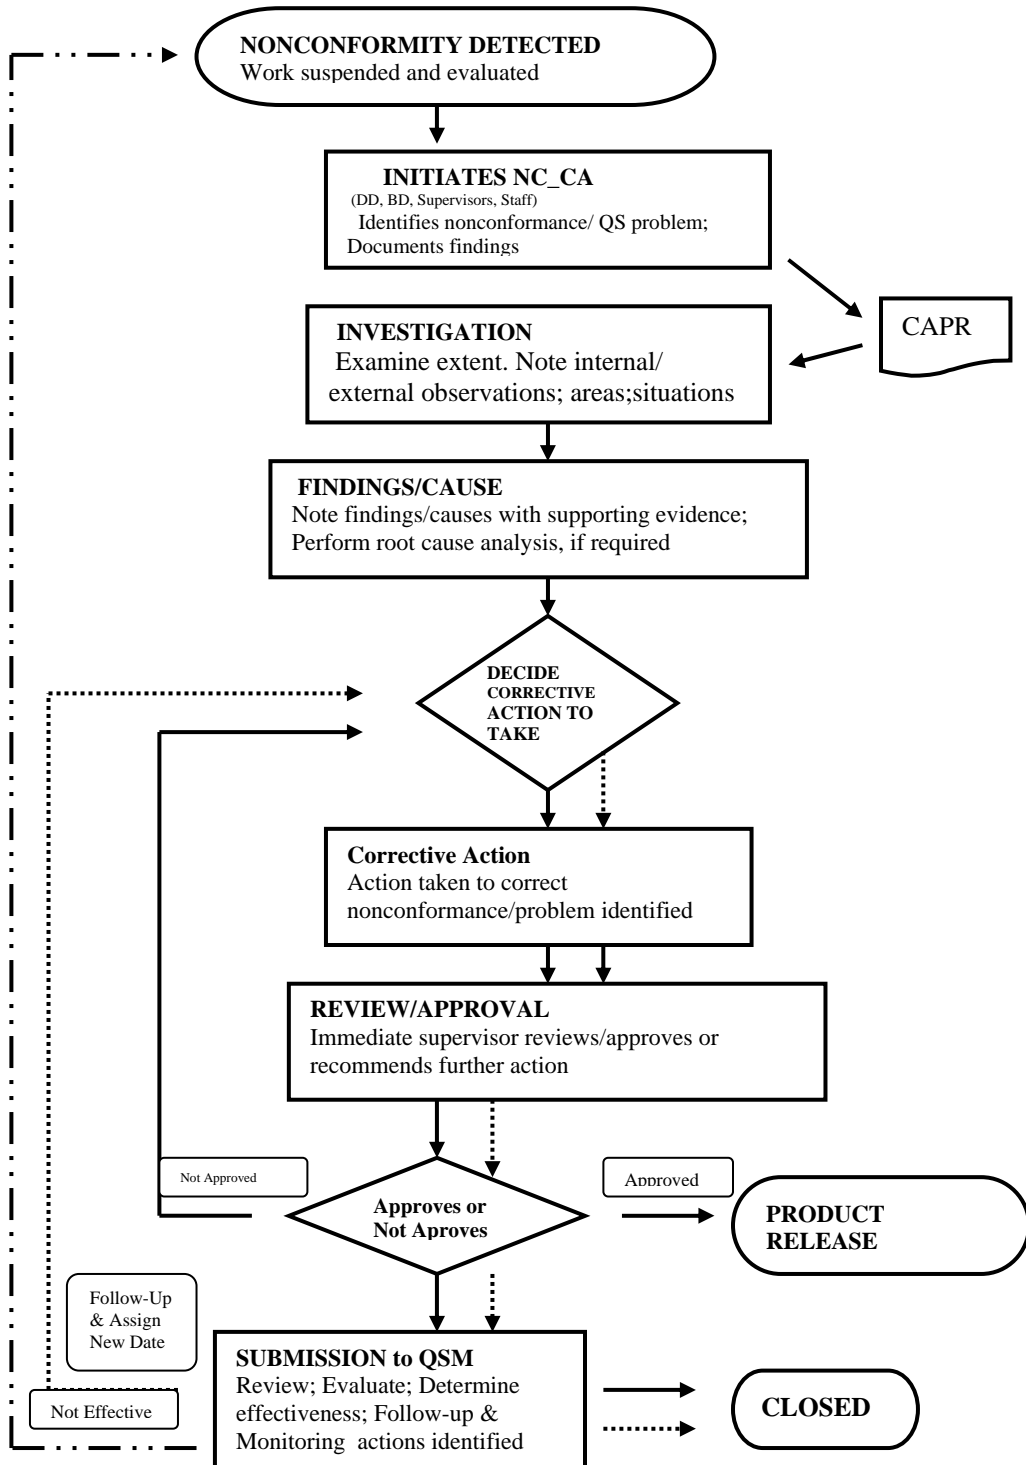 NONCONFORMITY DETECTED
Work suspended and evaluated
INITIATES NC_CA
(DD, BD, Supervisors, Staff)
Identifies nonconformance/ QS problem;
Documents findings
CAPR
INVESTIGATION
Examine extent. Note internal/
external observations; areas;situations
FINDINGS/CAUSE
Note findings/causes with supporting evidence;
Perform root cause analysis, if required
DECIDE
CORRECTIVE
ACTION TO
TAKE
Corrective Action
Action taken to correct
nonconformance/problem identified
REVIEW/APPROVAL
Immediate supervisor reviews/approves or
recommends further action
Not Approved
Approved
Approves or
Not Aproves
PRODUCT
RELEASE
Follow-Up
& Assign
New Date
Not Effective
SUBMISSION to QSM
Review; Evaluate; Determine
effectiveness; Follow-up &
Monitoring  actions identified
CLOSED